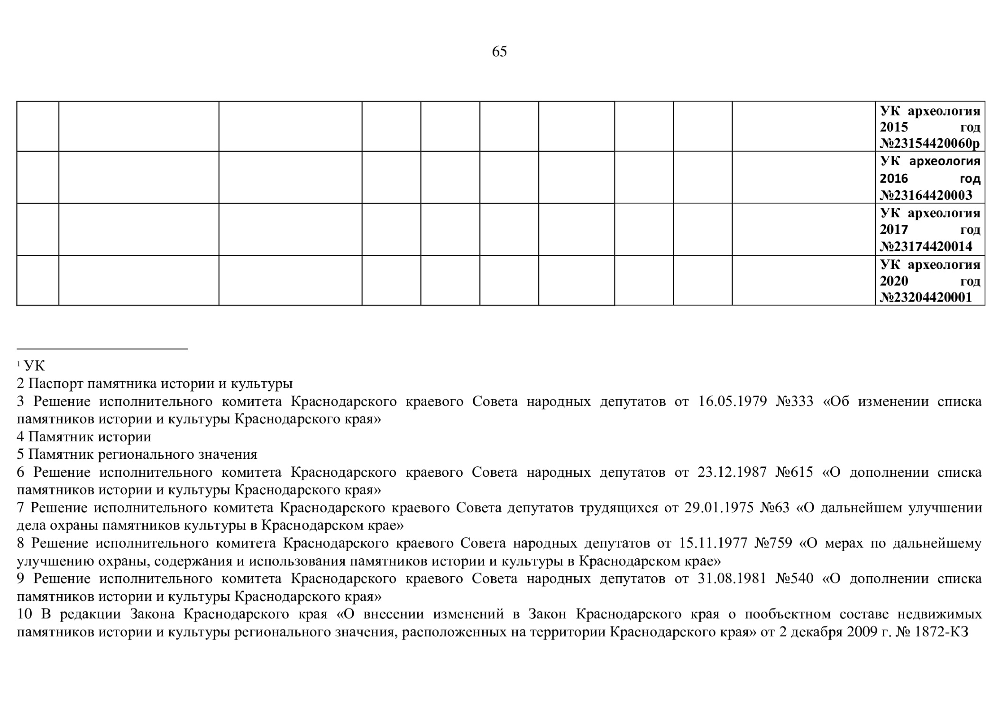 65
УК археология
2015 год
№23154420060р
УК археология
2016 год
№23164420003
УК археология
2017 год
№23174420014
УК археология
2020 год
№23204420001
1 УК
2 Паспорт памятника истории и культуры
3 Решение исполнительного комитета Краснодарского краевого Совета народных депутатов от 16.05.1979 №333 «Об изменении списка
памятников истории и культуры Краснодарского края»
4 Памятник истории
5 Памятник регионального значения
6 Решение исполнительного комитета Краснодарского краевого Совета народных депутатов от 23.12.1987 №615 «О дополнении списка
памятников истории и культуры Краснодарского края»
7 Решение исполнительного комитета Краснодарского краевого Совета депутатов трудящихся от 29.01.1975 №63 «О дальнейшем улучшении
дела охраны памятников культуры в Краснодарском крае»
8 Решение исполнительного комитета Краснодарского краевого Совета народных депутатов от 15.11.1977 №759 «О мерах по дальнейшему
улучшению охраны, содержания и использования памятников истории и культуры в Краснодарском крае»
9 Решение исполнительного комитета Краснодарского краевого Совета народных депутатов от 31.08.1981 №540 «О дополнении списка
памятников истории и культуры Краснодарского края»
10 В редакции Закона Краснодарского края «О внесении изменений в Закон Краснодарского края о пообъектном составе недвижимых
памятников истории и культуры регионального значения, расположенных на территории Краснодарского края» от 2 декабря 2009 г. № 1872-КЗ